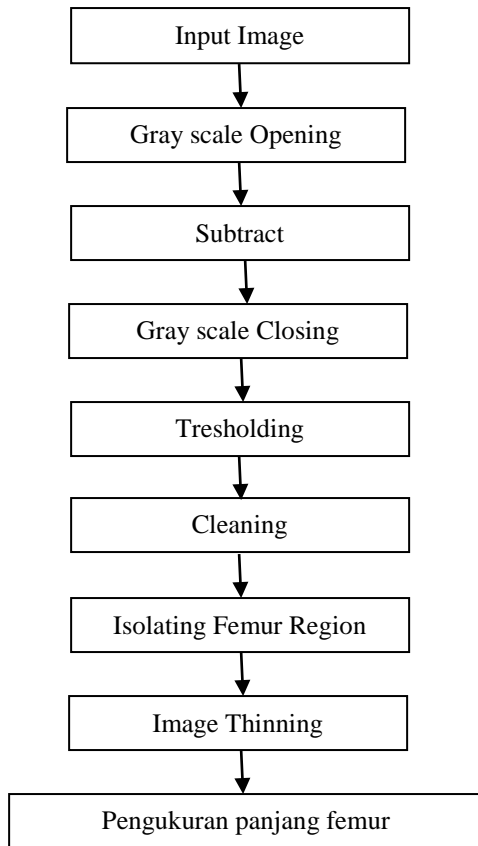 Input Image
Gray scale Opening
Subtract
Gray scale Closing
Tresholding
Cleaning
Isolating Femur Region
Image Thinning
Pengukuran panjang femur